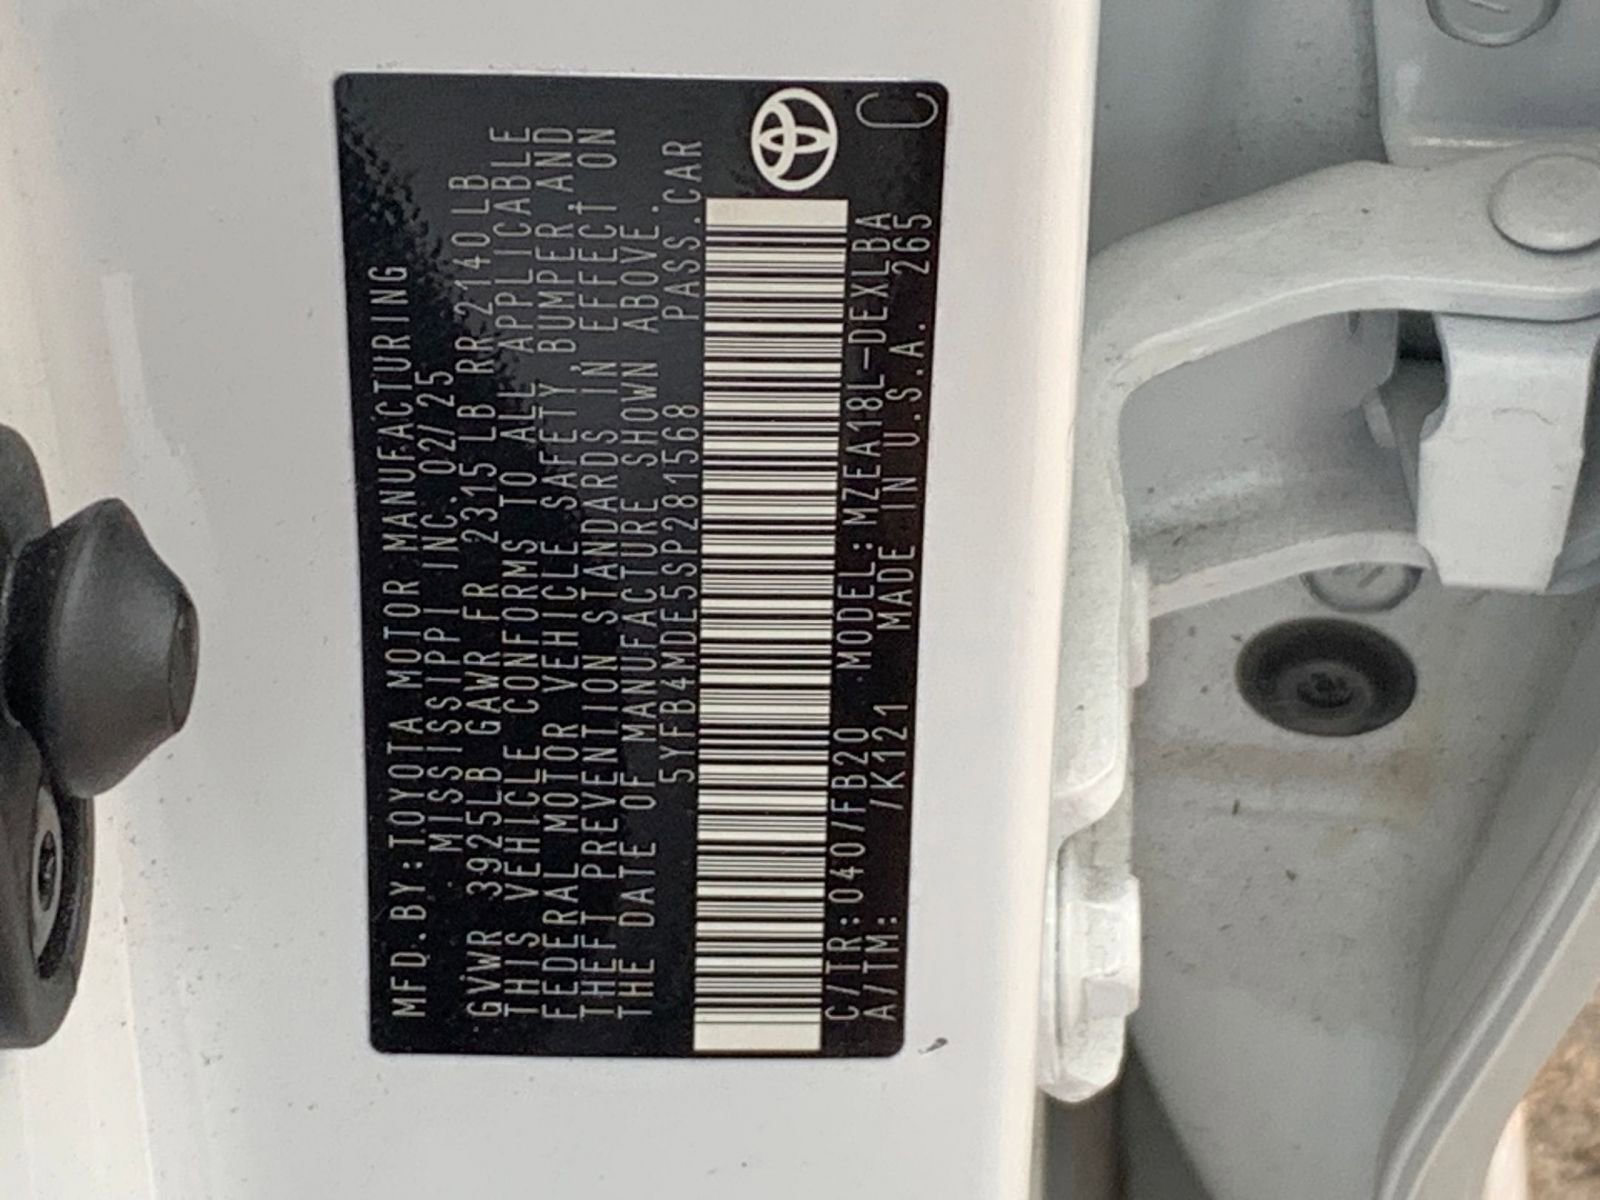 MFD.BY:TOYOTA MOTOR MANUFACTURING
MISSISSIPPI INC. 02/25
GVWR 3925LB GAWR FR 2315LB RR 2140LB
THIS VEHICLE CONFORMS TO ALL APPLICABLE
FEDERAL MOTOR VEHICLE SAFETY, BUMPER, AND
THEFT PREVENTION STANDARDS IN EFFECT ON
THE DATE OF MANUFACTURE SHOWN ABOVE.
5YFB4MDE5SP281568 PASS.CAR
C/TR:040/FB20 MODEL:MZEA18L-DEXLBA
A/TM: /K121 MADE IN U.S.A. 265
C